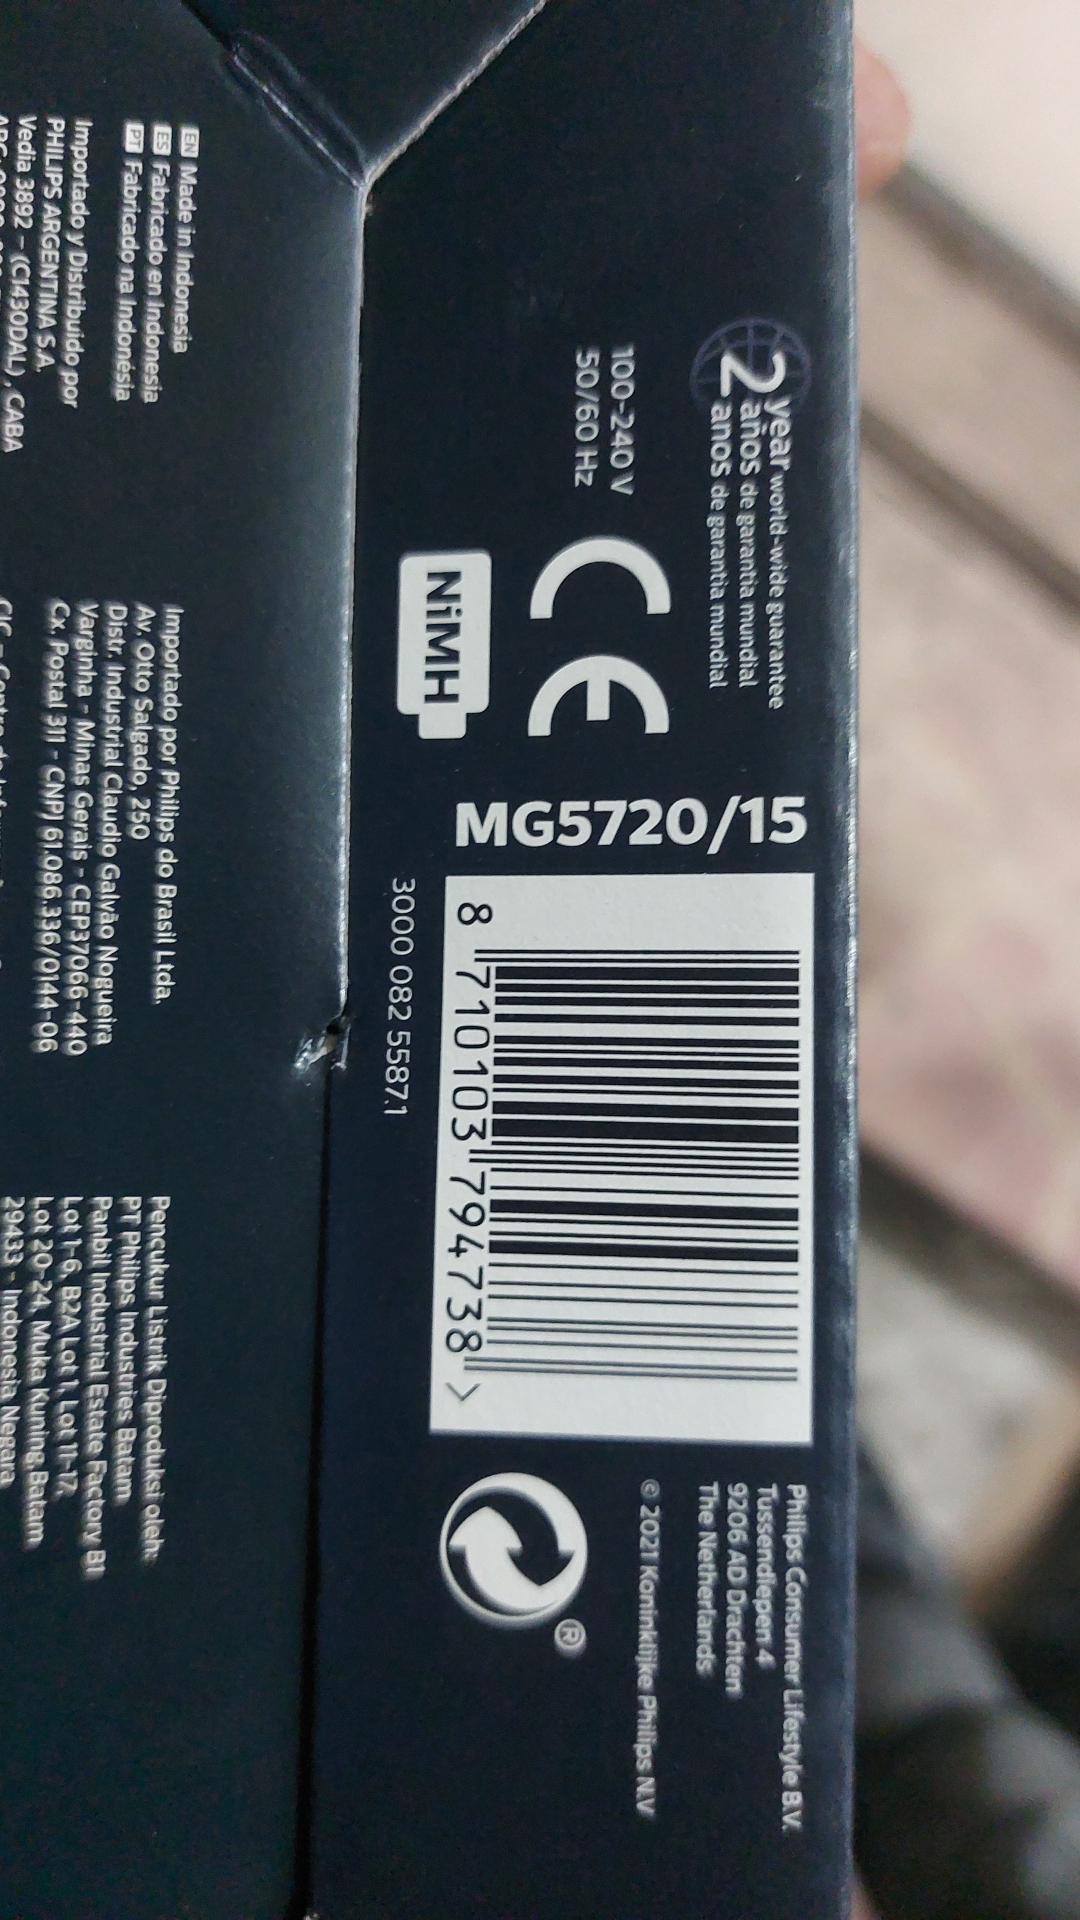 2 year world-wide guarantee
años de garantia mundial
anos de garantia mundial
100-240 V
50/60 Hz
CE
NiMH
MG5720/15
8 710103 794738 >
3000 082 5587.1
Philips Consumer Lifestyle B.V.
Tussendiepen 4
9206 AD Drachten
The Netherlands
© 2021 Koninklijke Philips N.V
®
EN Made in Indonesia
ES Fabricado en Indonesia
PT Fabricado na Indonésia
Importado y Distribuido por
PHILIPS ARGENTINA S.A.
Vedia 3892 - (C1430DAL), CABA
Importado por Philips do Brasil Ltda.
Av. Otto Salgado, 250
Distr. Industrial Claudio Galvão Nogueira
Varginha - Minas Gerais - CEP37066-440
Cx. Postal 311 - CNPJ 61.086.336/0144-06
Pencukur Listrik Diproduksi oleh:
PT Philips Industries Batam
Panbil Industrial Estate Factory B1
Lot 1-6, B2A Lot 1, Lot 11-17,
Lot 20-24, Muka Kuning, Batam
29433 - Indonesia Negara